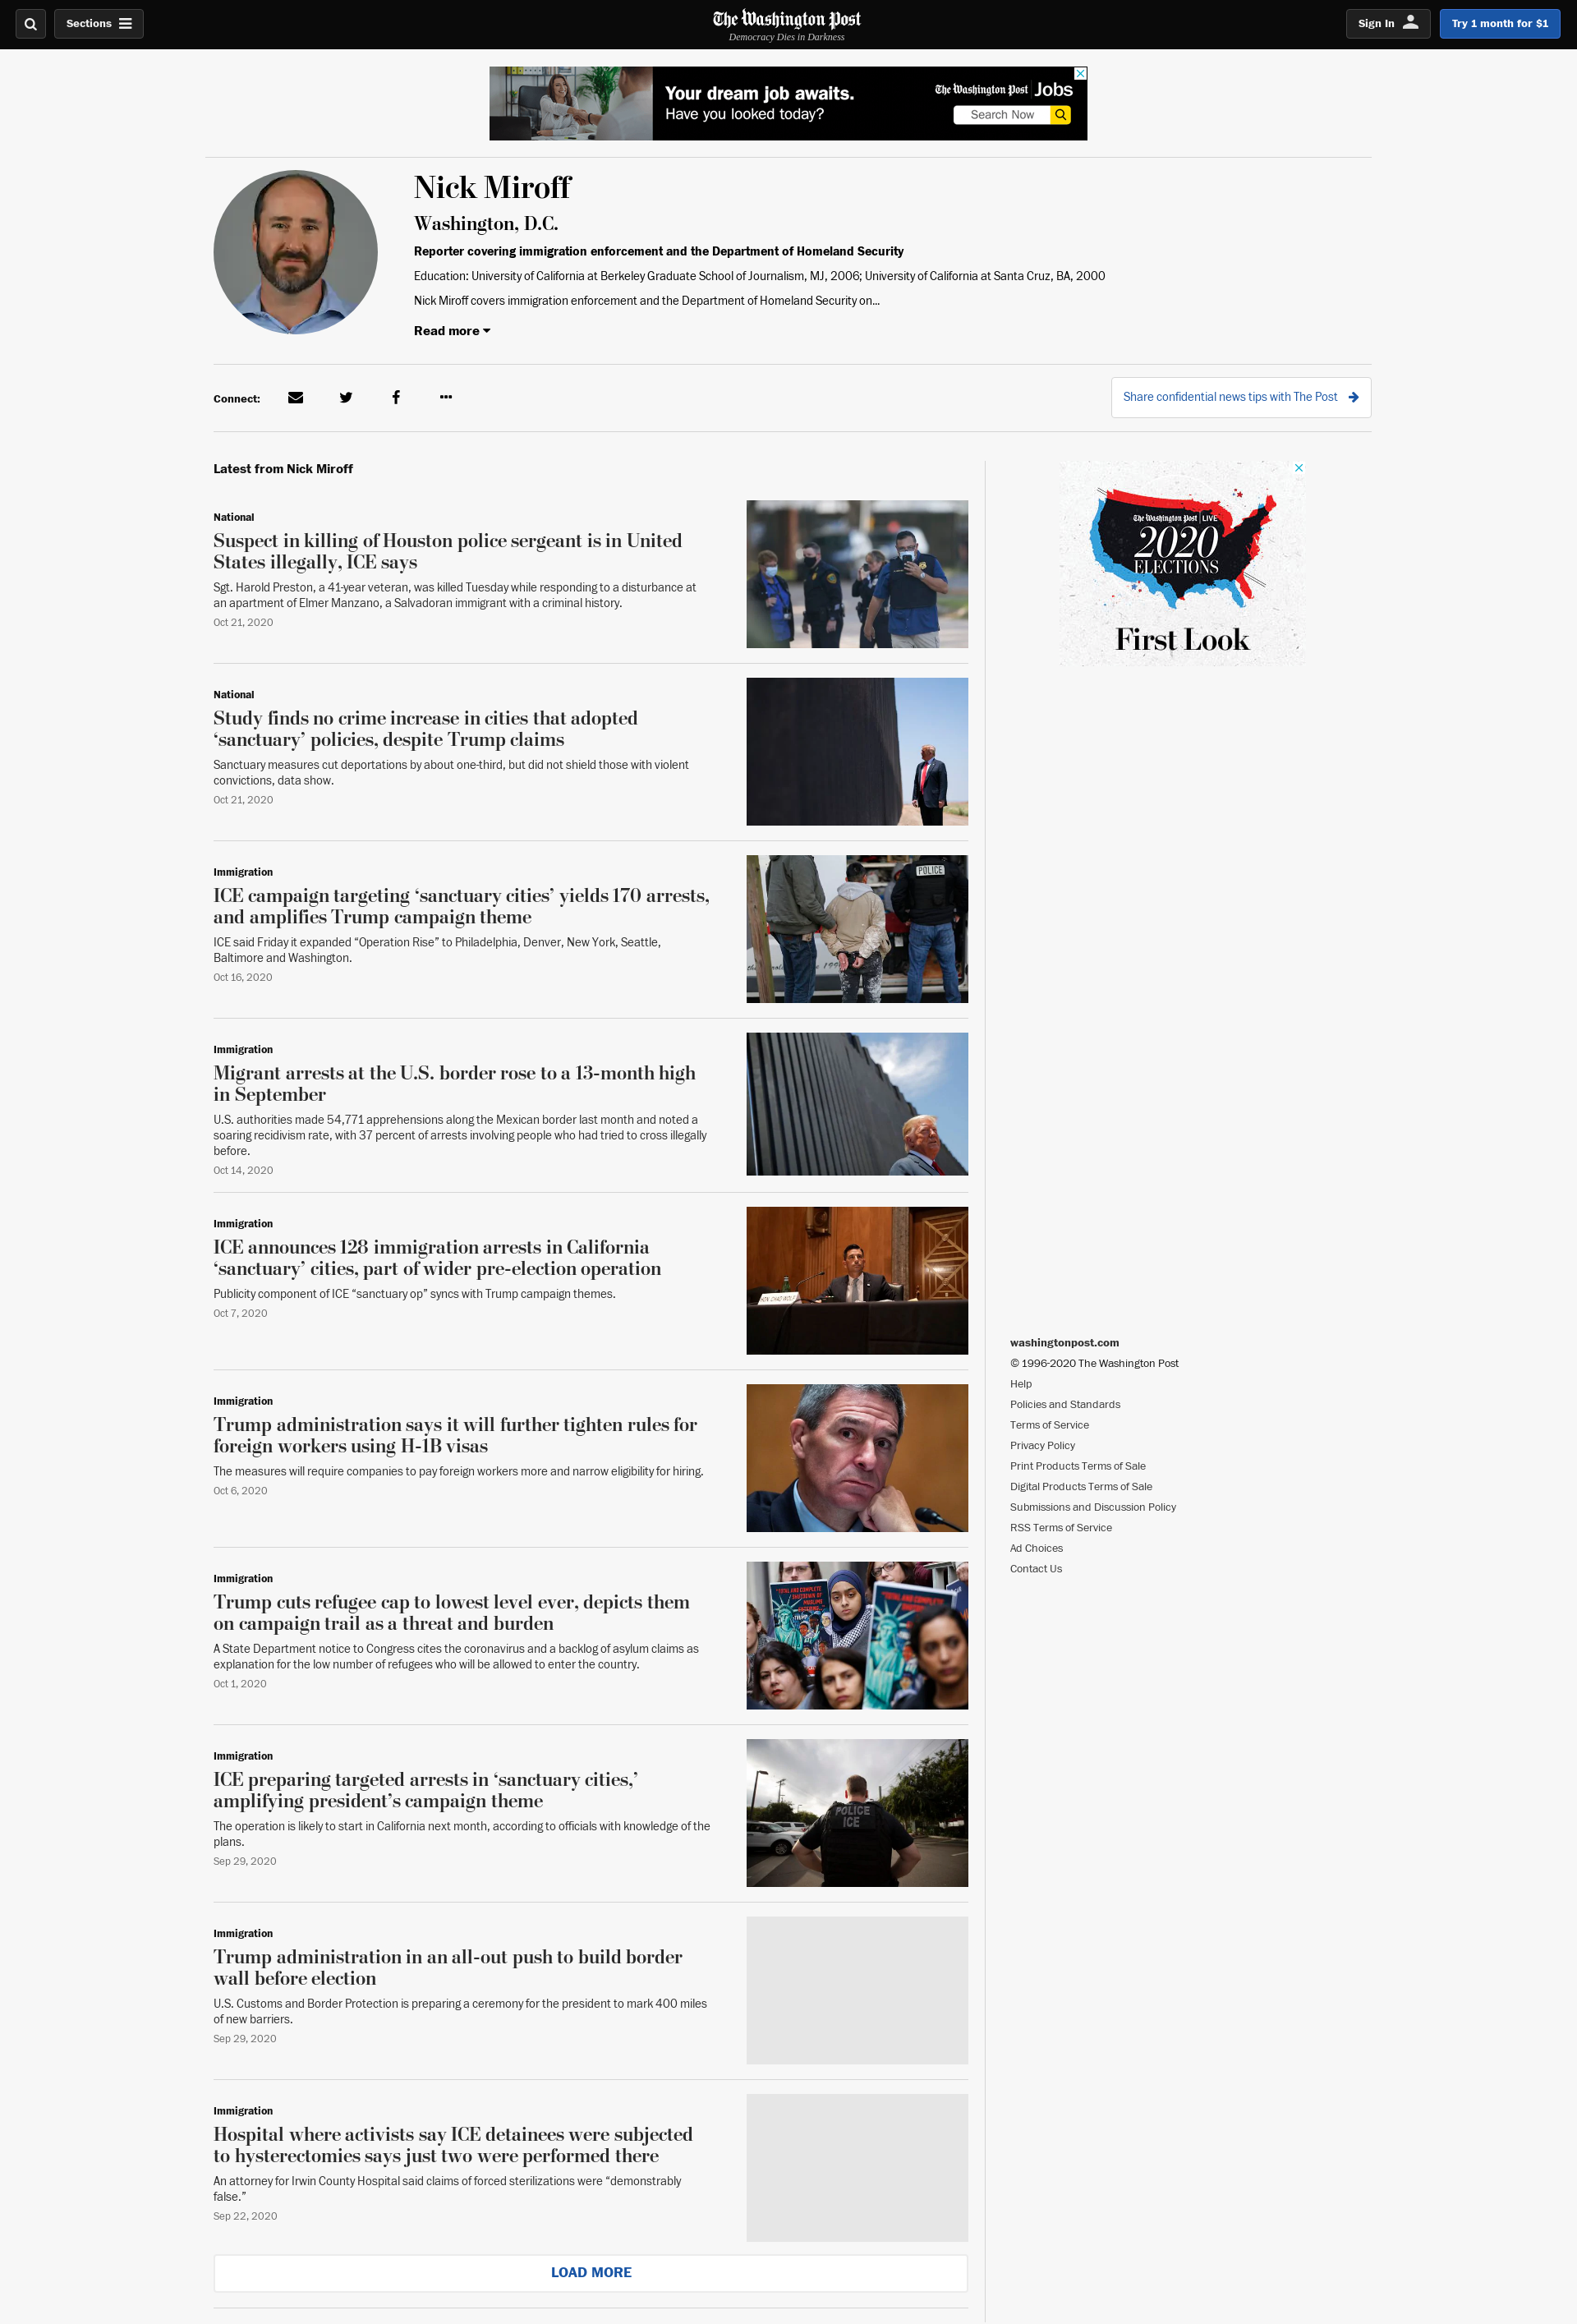 Sections
The Washington Post
Democracy Dies in Darkness
Sign In
Try 1 month for $1
Your dream job awaits.
Have you looked today?
The Washington Post Jobs
Search Now
Nick Miroff
Washington, D.C.
Reporter covering immigration enforcement and the Department of Homeland Security
Education: University of California at Berkeley Graduate School of Journalism, MJ, 2006; University of California at Santa Cruz, BA, 2000
Nick Miroff covers immigration enforcement and the Department of Homeland Security on...
Read more
Connect:
Share confidential news tips with The Post
Latest from Nick Miroff
National
Suspect in killing of Houston police sergeant is in United
States illegally, ICE says
Sgt. Harold Preston, a 41-year veteran, was killed Tuesday while responding to a disturbance at
an apartment of Elmer Manzano, a Salvadoran immigrant with a criminal history.
Oct 21, 2020
The Washington Post LIVE
2020
ELECTIONS
First Look
National
Study finds no crime increase in cities that adopted
‘sanctuary’ policies, despite Trump claims
Sanctuary measures cut deportations by about one-third, but did not shield those with violent
convictions, data show.
Oct 21, 2020
Immigration
ICE campaign targeting ‘sanctuary cities’ yields 170 arrests,
and amplifies Trump campaign theme
ICE said Friday it expanded “Operation Rise” to Philadelphia, Denver, New York, Seattle,
Baltimore and Washington.
Oct 16, 2020
POLICE
Immigration
Migrant arrests at the U.S. border rose to a 13-month high
in September
U.S. authorities made 54,771 apprehensions along the Mexican border last month and noted a
soaring recidivism rate, with 37 percent of arrests involving people who had tried to cross illegally
before.
Oct 14, 2020
Immigration
ICE announces 128 immigration arrests in California
‘sanctuary’ cities, part of wider pre-election operation
Publicity component of ICE “sanctuary op” syncs with Trump campaign themes.
Oct 7, 2020
Immigration
Trump administration says it will further tighten rules for
foreign workers using H-1B visas
The measures will require companies to pay foreign workers more and narrow eligibility for hiring.
Oct 6, 2020
Immigration
Trump cuts refugee cap to lowest level ever, depicts them
on campaign trail as a threat and burden
A State Department notice to Congress cites the coronavirus and a backlog of asylum claims as
explanation for the low number of refugees who will be allowed to enter the country.
Oct 1, 2020
Immigration
ICE preparing targeted arrests in ‘sanctuary cities,’
amplifying president’s campaign theme
The operation is likely to start in California next month, according to officials with knowledge of the
plans.
Sep 29, 2020
POLICE
ICE
Immigration
Trump administration in an all-out push to build border
wall before election
U.S. Customs and Border Protection is preparing a ceremony for the president to mark 400 miles
of new barriers.
Sep 29, 2020
Immigration
Hospital where activists say ICE detainees were subjected
to hysterectomies says just two were performed there
An attorney for Irwin County Hospital said claims of forced sterilizations were “demonstrably
false.”
Sep 22, 2020
LOAD MORE
washingtonpost.com
© 1996-2020 The Washington Post
Help
Policies and Standards
Terms of Service
Privacy Policy
Print Products Terms of Sale
Digital Products Terms of Sale
Submissions and Discussion Policy
RSS Terms of Service
Ad Choices
Contact Us